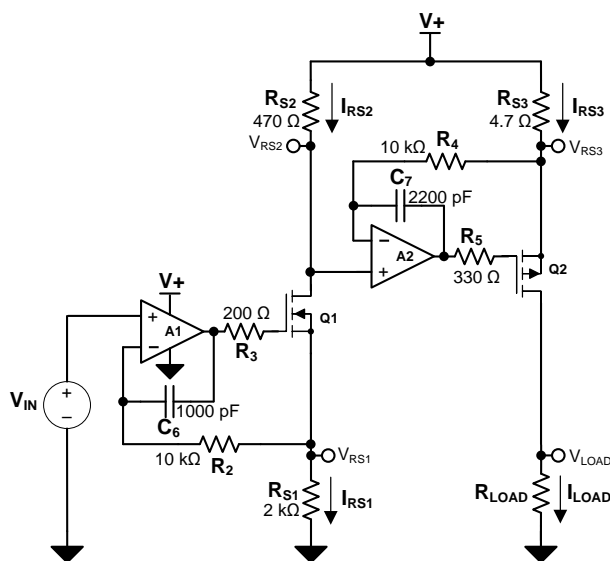 V+
RS2
470 Ω
IRS2
RS3
4.7 Ω
IRS3
VRS2
10 kΩ
R4
VRS3
C7
2200 pF
A2
R5
330 Ω
Q2
V+
A1
200 Ω
R3
Q1
VIN
1000 pF
C6
10 kΩ
R2
VRS1
RS1
2 kΩ
IRS1
VLOAD
RLOAD
ILOAD